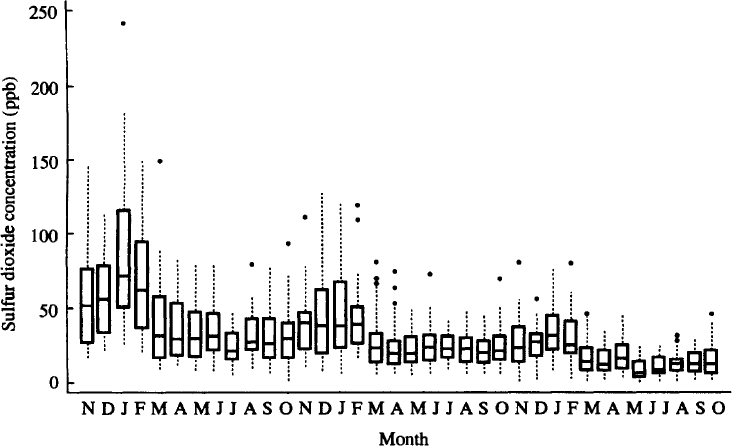 250
200
150
100
50
0
Sulfur dioxide concentration (ppb)
N D J F M A M J J A S O N D J F M A M J J A S O N D J F M A M J J A S O
Month